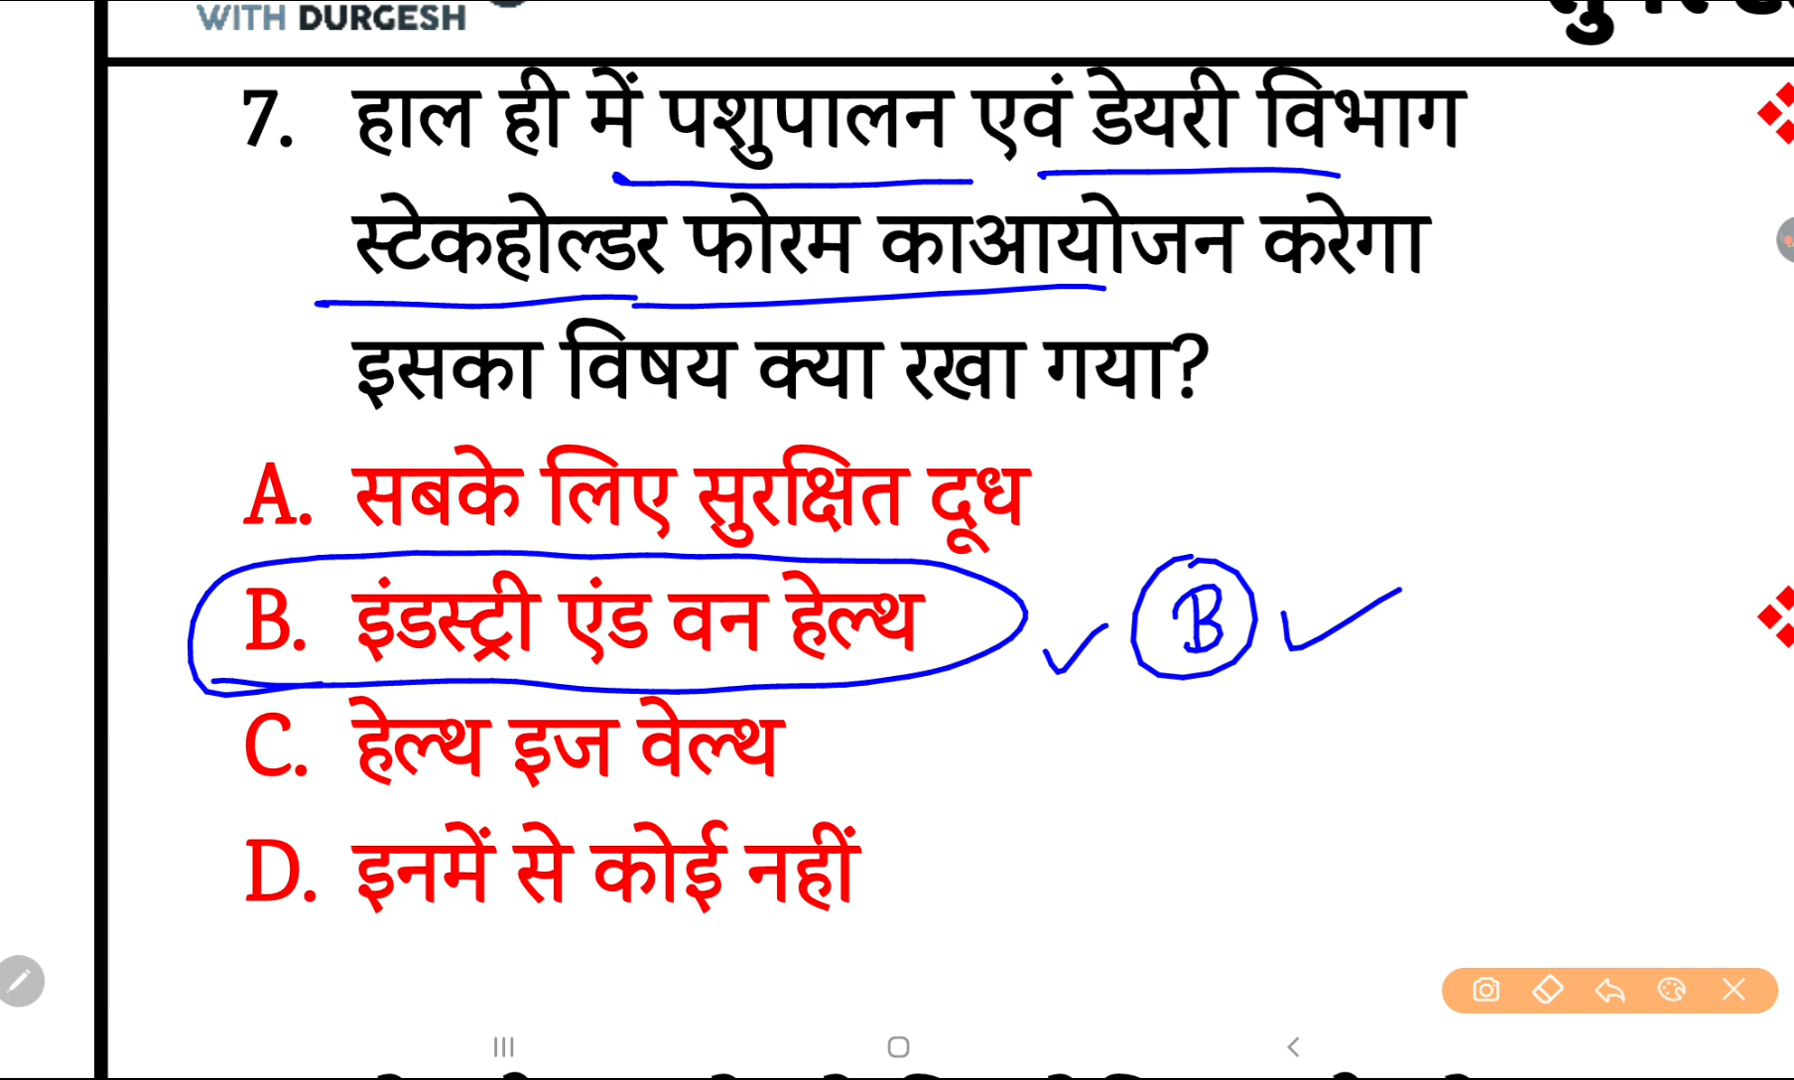 WITH DURGESH
7. हाल ही में पशुपालन एवं डेयरी विभाग
स्टेकहोल्डर फोरम काआयोजन करेगा
इसका विषय क्या रखा गया?
A. सबके लिए सुरक्षित दूध
B. इंडस्ट्री एंड वन हेल्थ
B
C. हेल्थ इज वेल्थ
D. इनमें से कोई नहीं